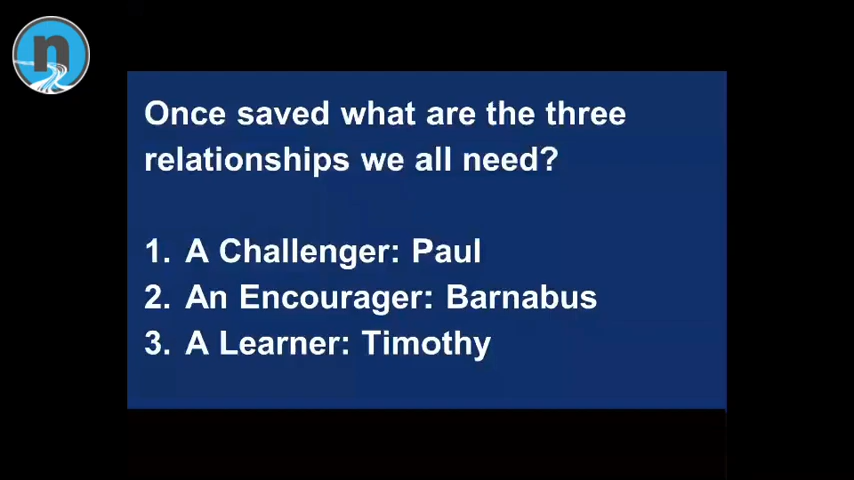 n
Once saved what are the three
relationships we all need?
1. A Challenger: Paul
2. An Encourager: Barnabus
3. A Learner: Timothy